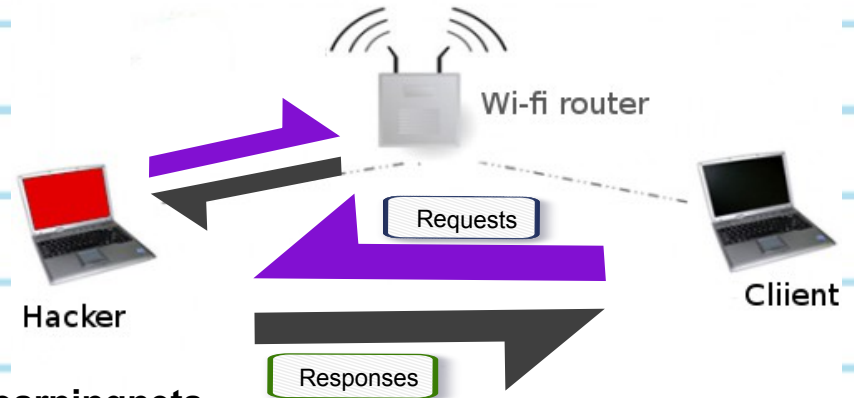 Wi-fi router
Requests
Hacker
Cliient
Responses